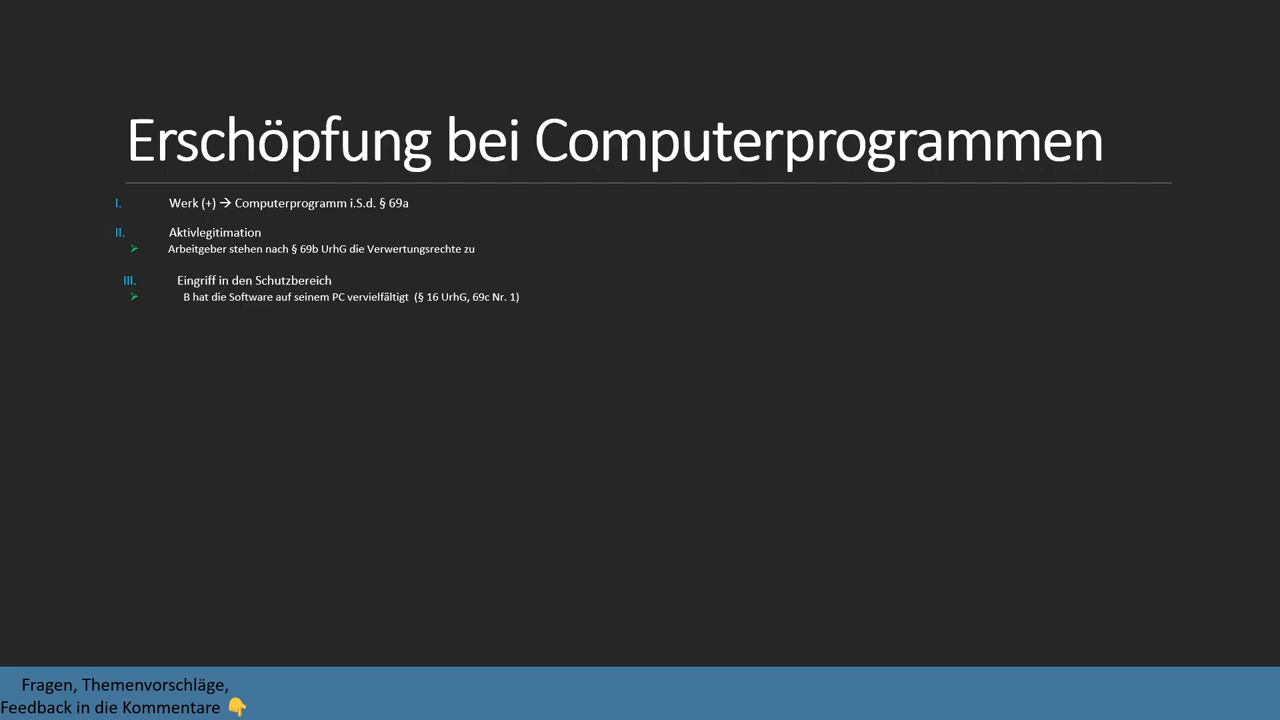 Erschöpfung bei Computerprogrammen
I. Werk (+) → Computerprogramm i.S.d. § 69a
II. Aktivlegitimation
➢ Arbeitgeber stehen nach § 69b UrhG die Verwertungsrechte zu
III. Eingriff in den Schutzbereich
➢ B hat die Software auf seinem PC vervielfältigt (§ 16 UrhG, 69c Nr. 1)
Fragen, Themenvorschläge,
Feedback in die Kommentare 👇